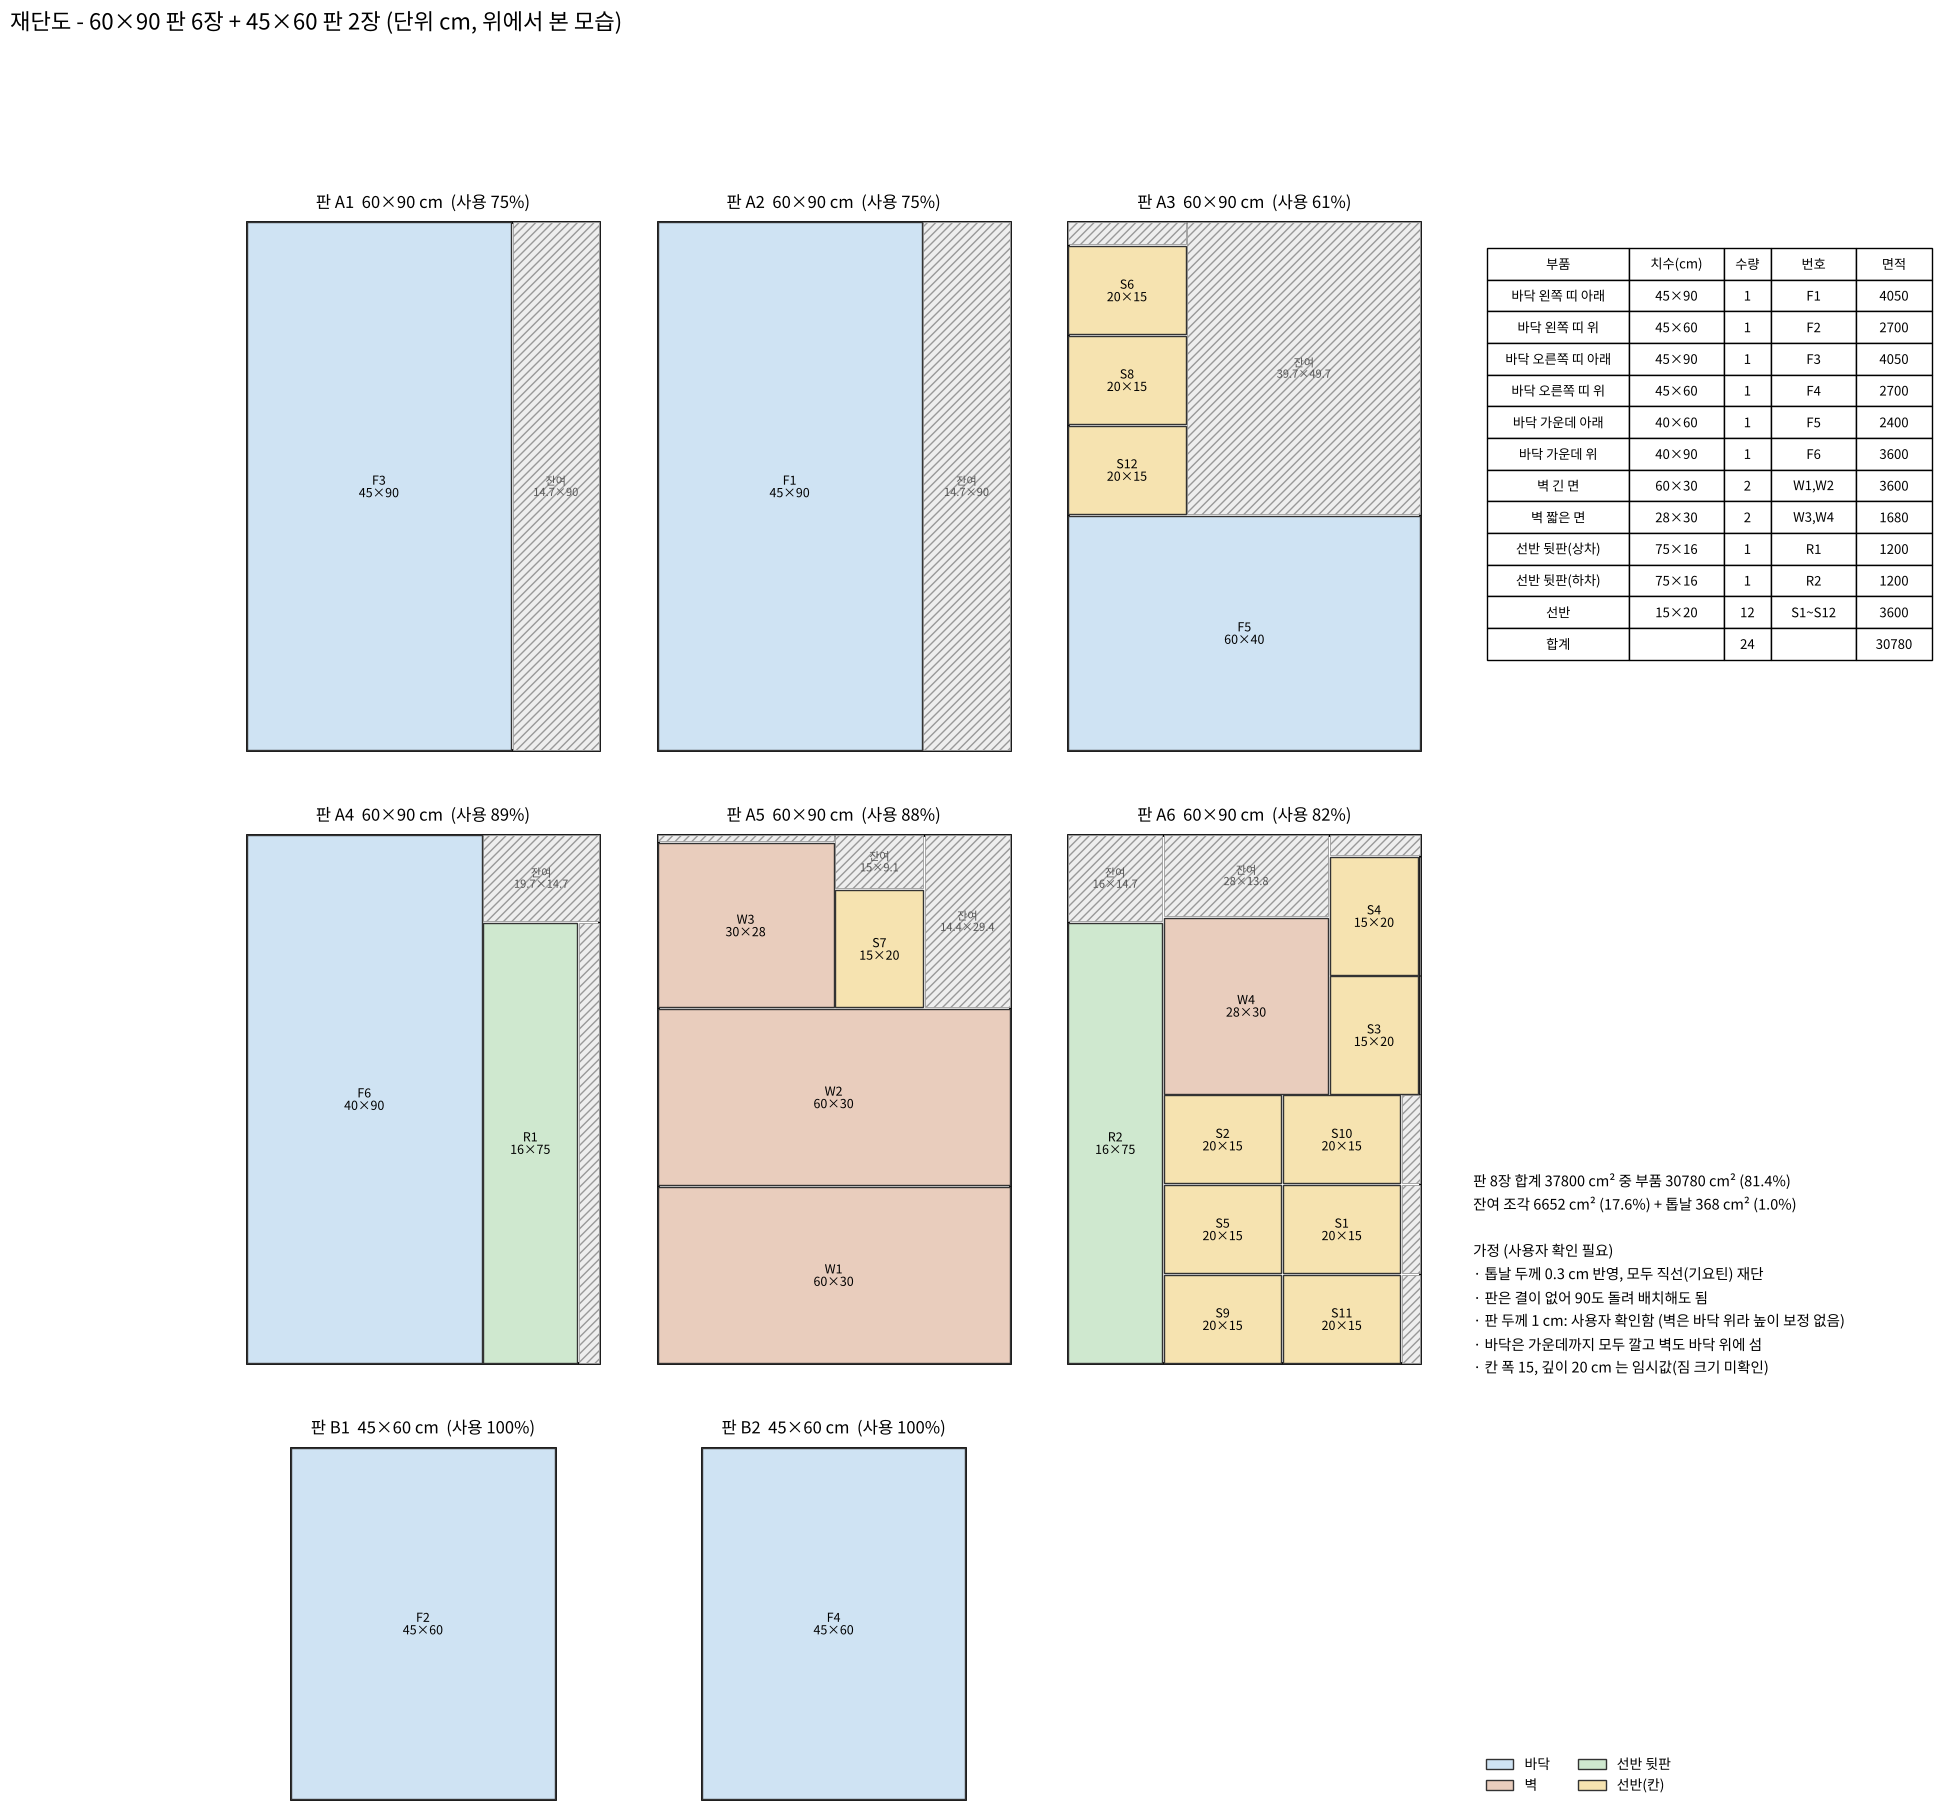 재단도 - 60×90 판 6장 + 45×60 판 2장 (단위 cm, 위에서 본 모습)
판 A1 60×90 cm (사용 75%)
F3
45×90
잔여
14.7×90
판 A2 60×90 cm (사용 75%)
F1
45×90
잔여
14.7×90
판 A3 60×90 cm (사용 61%)
S6
20×15
S8
20×15
S12
20×15
잔여
39.7×49.7
F5
60×40
부품 치수(cm) 수량 번호 면적
바닥 왼쪽 띠 아래 45×90 1 F1 4050
바닥 왼쪽 띠 위 45×60 1 F2 2700
바닥 오른쪽 띠 아래 45×90 1 F3 4050
바닥 오른쪽 띠 위 45×60 1 F4 2700
바닥 가운데 아래 40×60 1 F5 2400
바닥 가운데 위 40×90 1 F6 3600
벽 긴 면 60×30 2 W1,W2 3600
벽 짧은 면 28×30 2 W3,W4 1680
선반 뒷판(상차) 75×16 1 R1 1200
선반 뒷판(하차) 75×16 1 R2 1200
선반 15×20 12 S1~S12 3600
합계 24 30780
판 A4 60×90 cm (사용 89%)
F6
40×90
잔여
19.7×14.7
R1
16×75
판 A5 60×90 cm (사용 88%)
W3
30×28
잔여
15×9.1
S7
15×20
잔여
14.4×29.4
W2
60×30
W1
60×30
판 A6 60×90 cm (사용 82%)
잔여
16×14.7
잔여
28×13.8
S4
15×20
W4
28×30
S3
15×20
R2
16×75
S2
20×15
S10
20×15
S5
20×15
S1
20×15
S9
20×15
S11
20×15
판 8장 합계 37800 cm² 중 부품 30780 cm² (81.4%)
잔여 조각 6652 cm² (17.6%) + 톱날 368 cm² (1.0%)
가정 (사용자 확인 필요)
· 톱날 두께 0.3 cm 반영, 모두 직선(기요틴) 재단
· 판은 결이 없어 90도 돌려 배치해도 됨
· 판 두께 1 cm: 사용자 확인함 (벽은 바닥 위라 높이 보정 없음)
· 바닥은 가운데까지 모두 깔고 벽도 바닥 위에 섬
· 칸 폭 15, 깊이 20 cm 는 임시값(짐 크기 미확인)
판 B1 45×60 cm (사용 100%)
F2
45×60
판 B2 45×60 cm (사용 100%)
F4
45×60
바닥
벽
선반 뒷판
선반(칸)